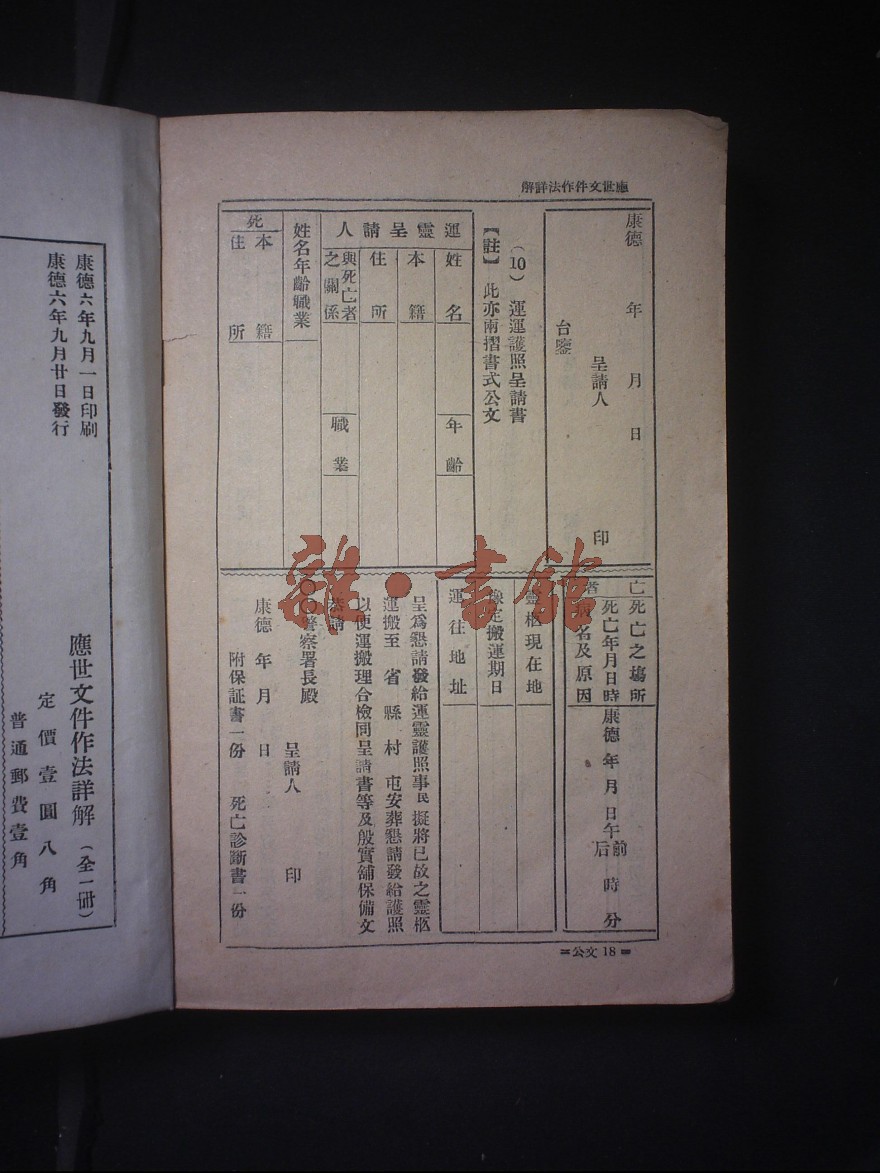 應世文件作法詳解
康德 年 月 日
呈請人 印
台鑒
（10） 運運護照呈請書
【註】 此亦兩摺書式公文
運靈呈請人
姓名
年齡
本籍
住所
與死亡者之關係
職業
姓名年齡職業
死
本籍
住所
亡者
死亡之場所
死亡年月日時
康德 年 月 日午前后 時 分
病名及原因
靈柩現在地
豫定搬運期日
運往地址
呈爲懇請發給運靈護照事民 擬將已故之靈柩
運搬至 省 縣 村 屯安葬懇請發給護照
以便運搬理合檢同呈請書等及殷實舖保備文
恭請
〇〇警察署長殿
呈請人 印
康德 年 月 日
附保証書一份 死亡診斷書一份
＝公文 18＝
雜·書館
康德六年九月一日印刷
康德六年九月廿日發行
應世文件作法詳解（全一冊）
定價壹圓八角
普通郵費壹角